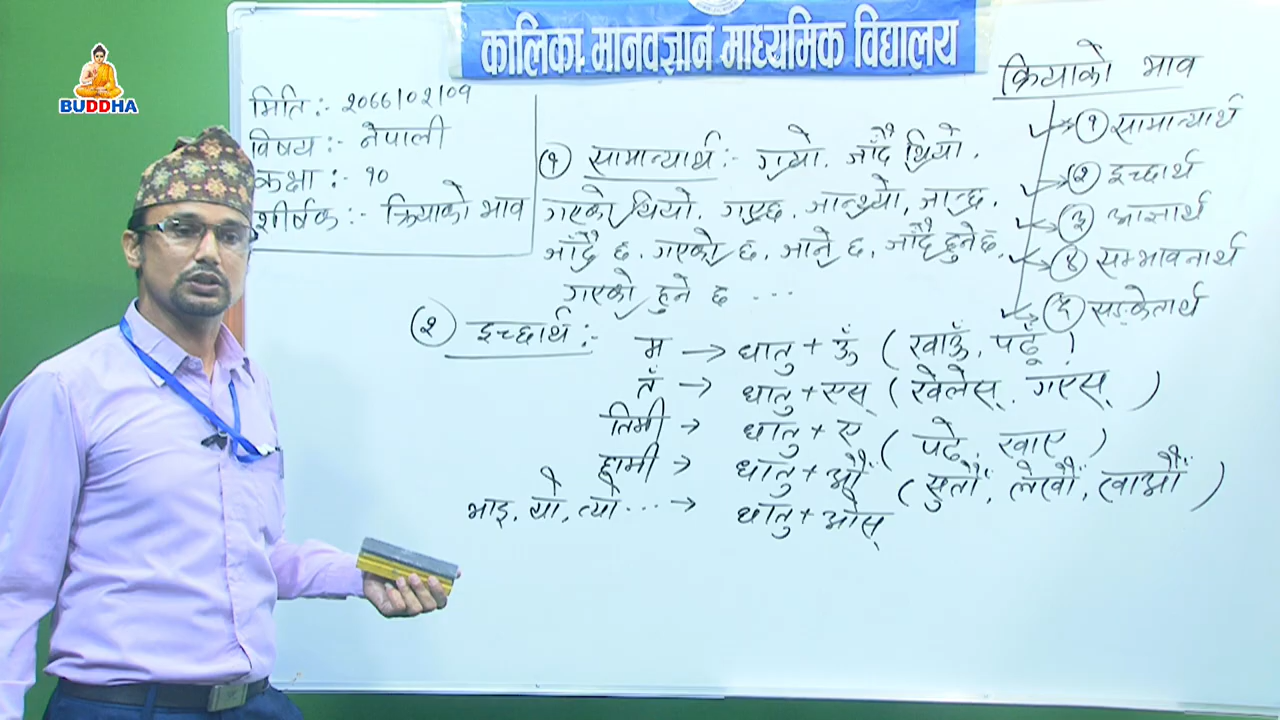 BUDDHA
कालिका मानवज्ञान माध्यमिक विद्यालय
मिति :- २०७७।०२।०९
विषय :- नेपाली
कक्षा :- १०
शीर्षक :- क्रियाको भाव
क्रियाको भाव
१ सामान्यार्थ
२ इच्छार्थ
३ आज्ञार्थ
४ सम्भावनार्थ
५ सङ्केतार्थ
१ सामान्यार्थ :- गयो, जाँदै थियो,
गएको थियो, गएछ, जान्थ्यो, जान्छ,
जाँदै छ, गएको छ, जाने छ, जाँदै हुनेछ,
गएको हुने छ ...
२ इच्छार्थ :-
म → धातु + ऊँ (खाऊँ, पढूँ)
तँ → धातु + एस् (खेलेस्, गएस्)
तिमी → धातु + ए (पढे, खाए)
हामी → धातु + औँ (सुतौँ, लेखौँ, खाऔँ)
भाइ, यो, त्यो ... → धातु + ओस्